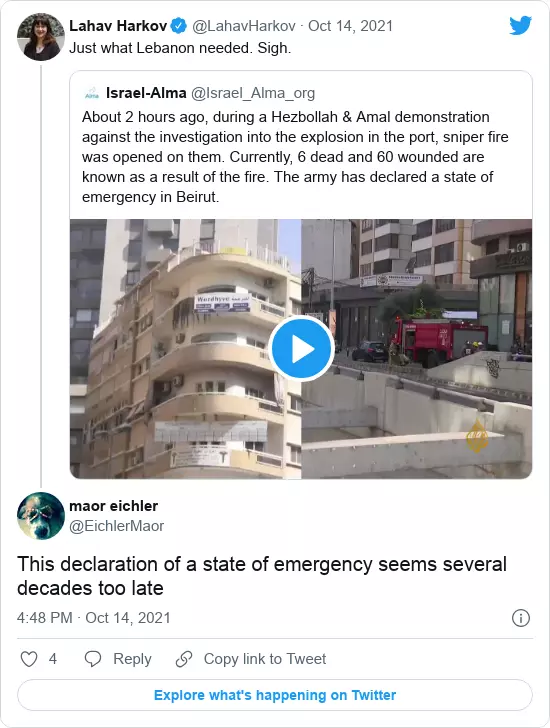 Lahav Harkov @LahavHarkov · Oct 14, 2021
Just what Lebanon needed. Sigh.
Alma Israel-Alma @Israel_Alma_org
About 2 hours ago, during a Hezbollah & Amal demonstration
against the investigation into the explosion in the port, sniper fire
was opened on them. Currently, 6 dead and 60 wounded are
known as a result of the fire. The army has declared a state of
emergency in Beirut.
maor eichler
@EichlerMaor
This declaration of a state of emergency seems several
decades too late
4:48 PM · Oct 14, 2021
4 Reply Copy link to Tweet
Explore what's happening on Twitter